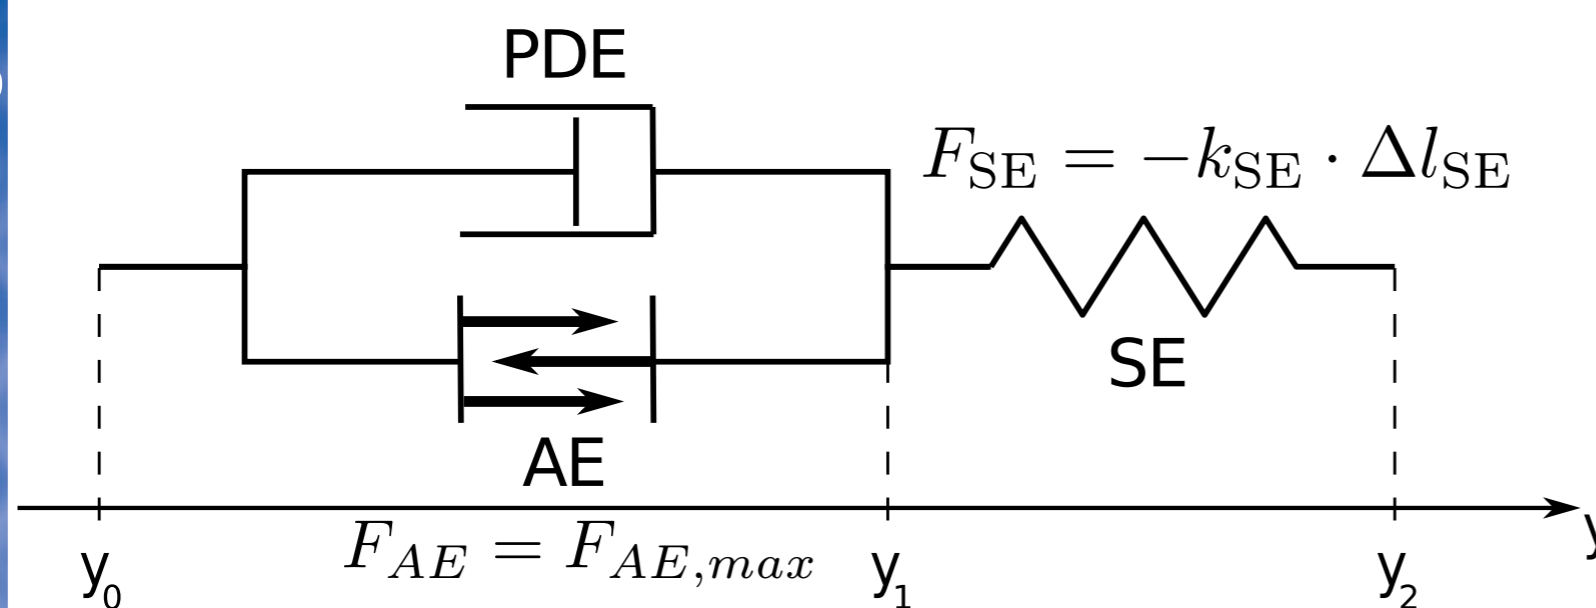 PDE
F_SE = −k_SE · Δl_SE
SE
AE
F_AE = F_AE,max
y
y_0
y_1
y_2